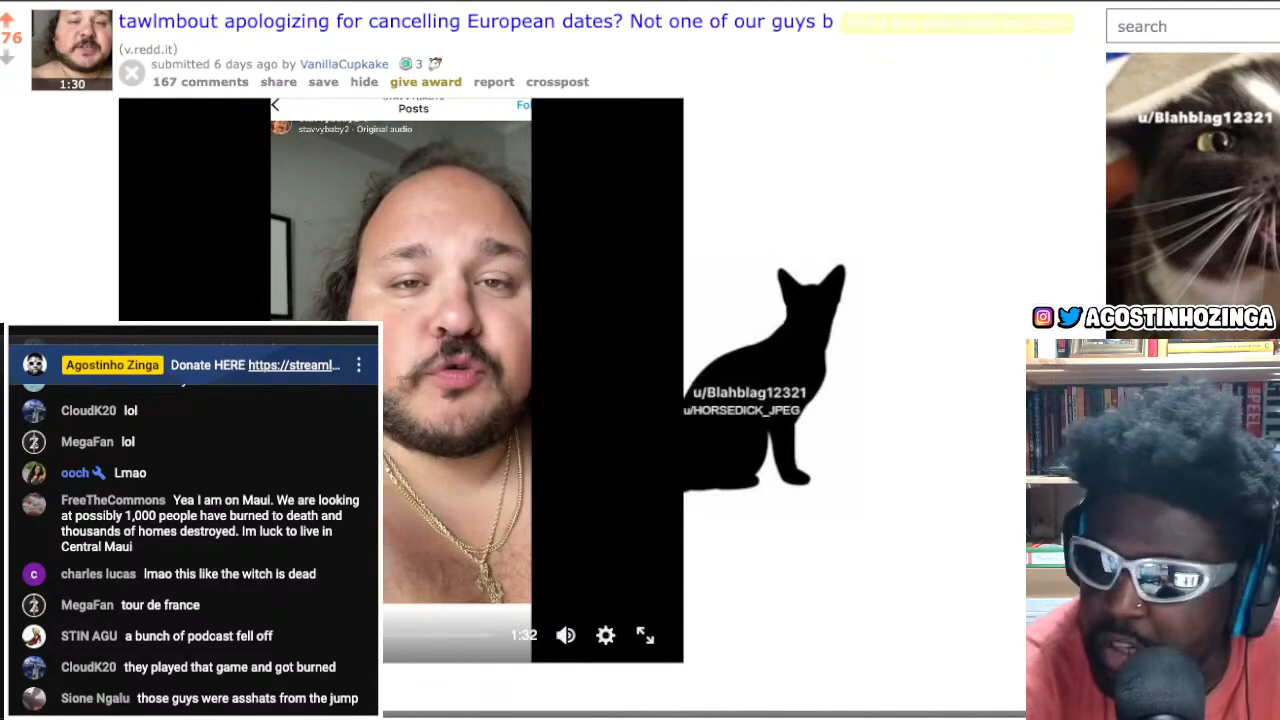 76
tawlmbout apologizing for cancelling European dates? Not one of our guys b
(v.redd.it)
submitted 6 days ago by VanillaCupkake 3
167 comments share save hide give award report crosspost
1:30
search
Posts
Fo
stavvybaby2 · Original audio
u/Blahblag12321
u/Blahblag12321
u/HORSEDICK_JPEG
AGOSTINHOZINGA
1:32
Agostinho Zinga Donate HERE https://streaml...
CloudK20 lol
MegaFan lol
ooch Lmao
FreeTheCommons Yea I am on Maui. We are looking
at possibly 1,000 people have burned to death and
thousands of homes destroyed. Im luck to live in
Central Maui
c charles lucas lmao this like the witch is dead
MegaFan tour de france
STIN AGU a bunch of podcast fell off
CloudK20 they played that game and got burned
Sione Ngalu those guys were asshats from the jump